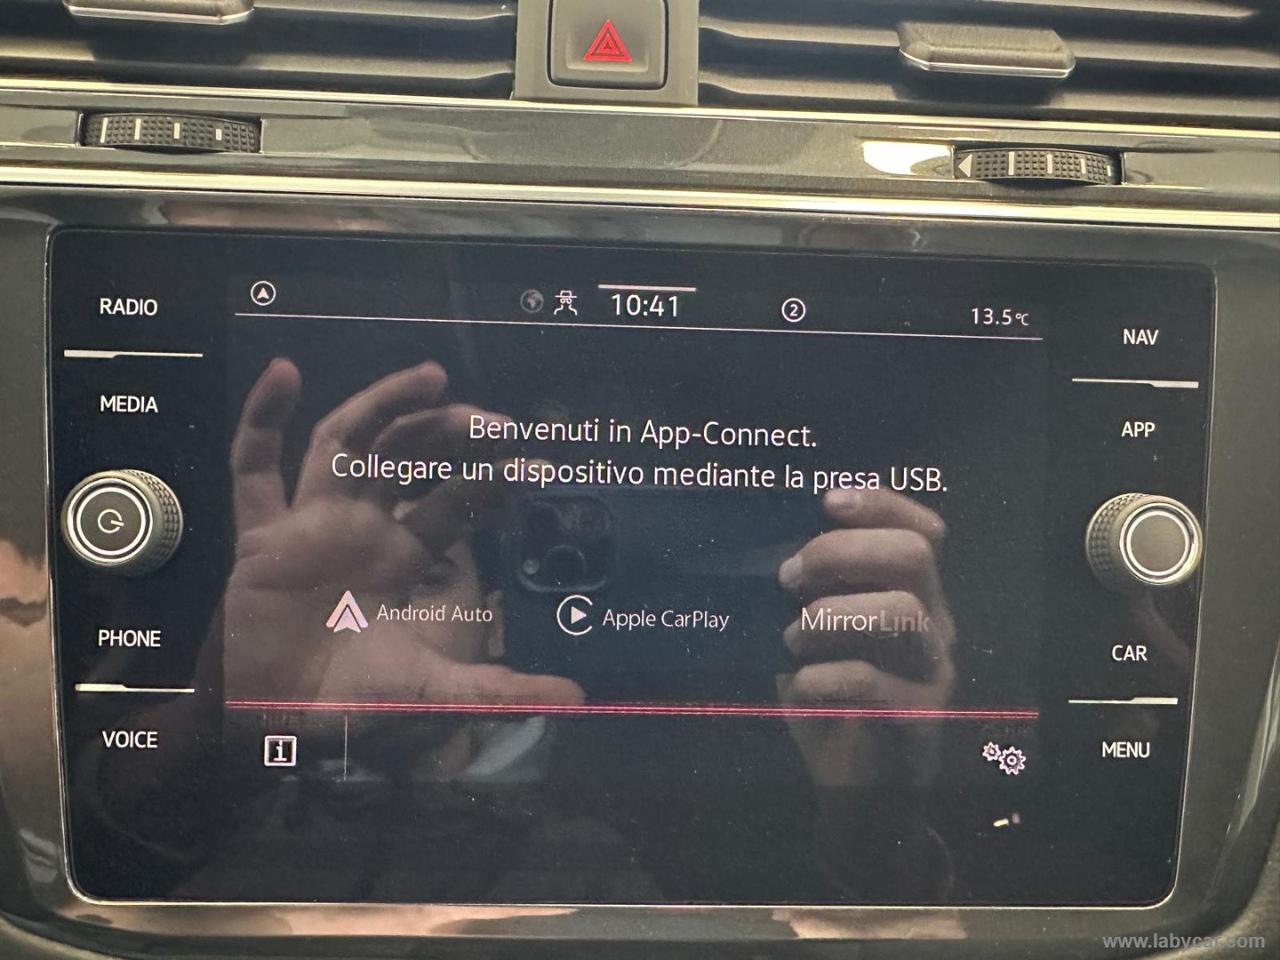 RADIO
MEDIA
PHONE
VOICE
10:41
2
13.5°C
Benvenuti in App-Connect.
Collegare un dispositivo mediante la presa USB.
Android Auto
Apple CarPlay
MirrorLink
i
NAV
APP
CAR
MENU
www.labycar.com